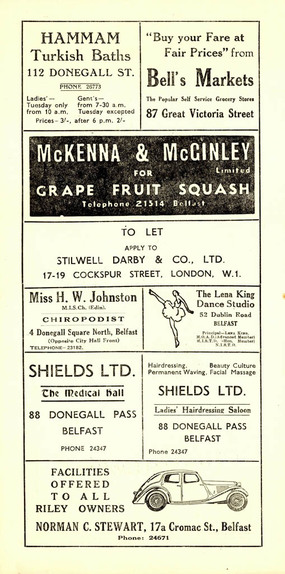 HAMMAM
Turkish Baths
112 DONEGALL ST.
PHONE 26773
Ladies'—
Tuesday only
from 10 a.m.
Gent's—
from 7-30 a.m.
Tuesday excepted
Prices- 3/-, after 6 p.m. 2/-
"Buy your Fare at
Fair Prices" from
Bell's Markets
The Popular Self Service Grocery Stores
87 Great Victoria Street
McKENNA & McGINLEY
Limited
FOR
GRAPE FRUIT SQUASH
Telephone 21514 Belfast
TO LET
APPLY TO
STILWELL DARBY & CO., LTD.
17-19 COCKSPUR STREET, LONDON, W.1.
Miss H. W. Johnston
M.I.S.Ch. (Edin).
CHIROPODIST
4 Donegall Square North, Belfast
(Opposite City Hall Front)
TELEPHONE—23182.
The Lena King
Dance Studio
52 Dublin Road
BELFAST
Principal—Lena King,
SHIELDS LTD.
The Medical Hall
88 DONEGALL PASS
BELFAST
PHONE 24347
Hairdressing, Beauty Culture
Permanent Waving, Facial Massage
SHIELDS LTD.
Ladies' Hairdressing Saloon
88 DONEGALL PASS
BELFAST
Phone 24347
FACILITIES
OFFERED
TO ALL
RILEY OWNERS
NORMAN C. STEWART, 17a Cromac St., Belfast
Phone: 24671